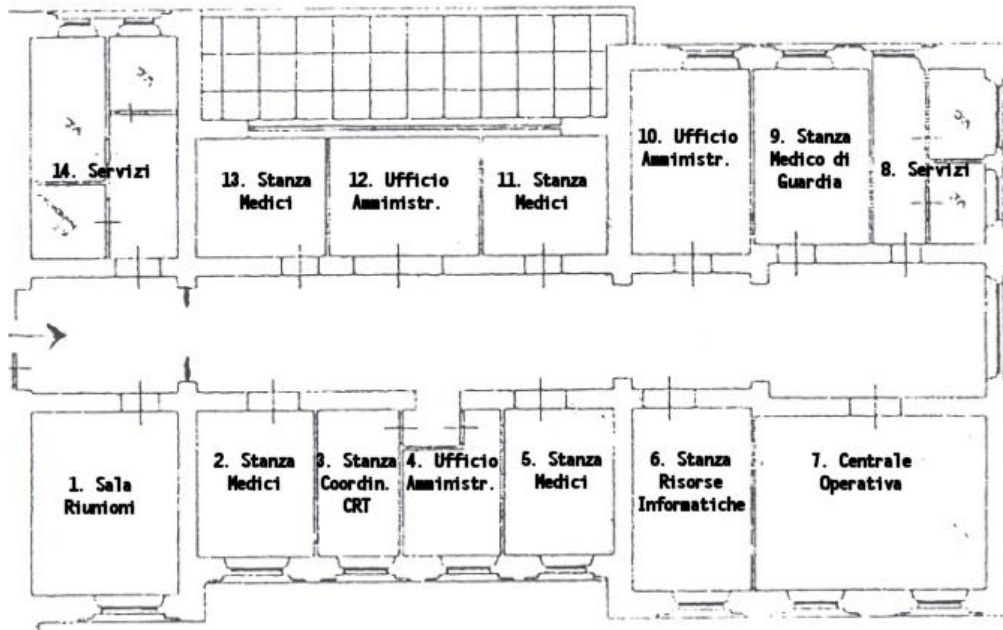 10. Ufficio
Amministr.
9. Stanza
Medico di
Guardia
8. Servizi
14. Servizi
13. Stanza
Medici
12. Ufficio
Amministr.
11. Stanza
Medici
1. Sala
Riunioni
2. Stanza
Medici
3. Stanza
Coordin.
CRT
4. Ufficio
Amministr.
5. Stanza
Medici
6. Stanza
Risorse
Informatiche
7. Centrale
Operativa